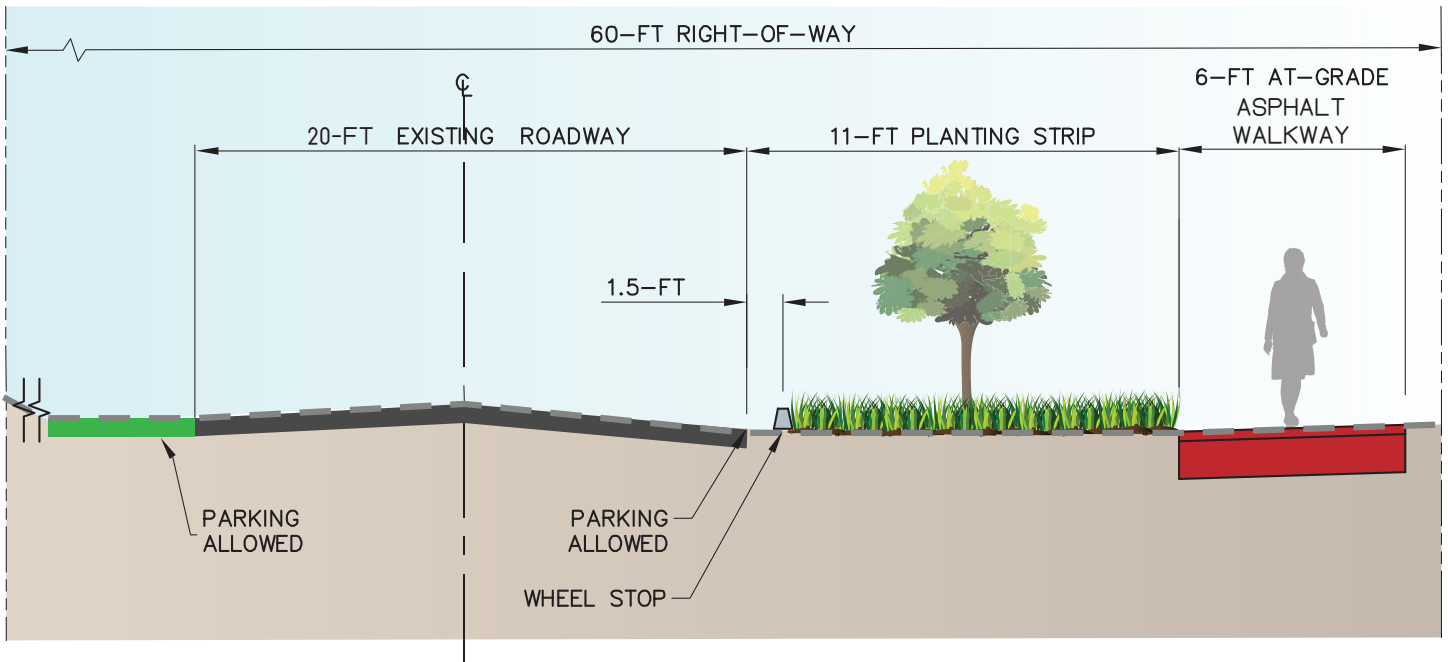 60-FT RIGHT-OF-WAY
℄
6-FT AT-GRADE
ASPHALT
WALKWAY
20-FT EXISTING ROADWAY
11-FT PLANTING STRIP
1.5-FT
PARKING
ALLOWED
PARKING
ALLOWED
WHEEL STOP